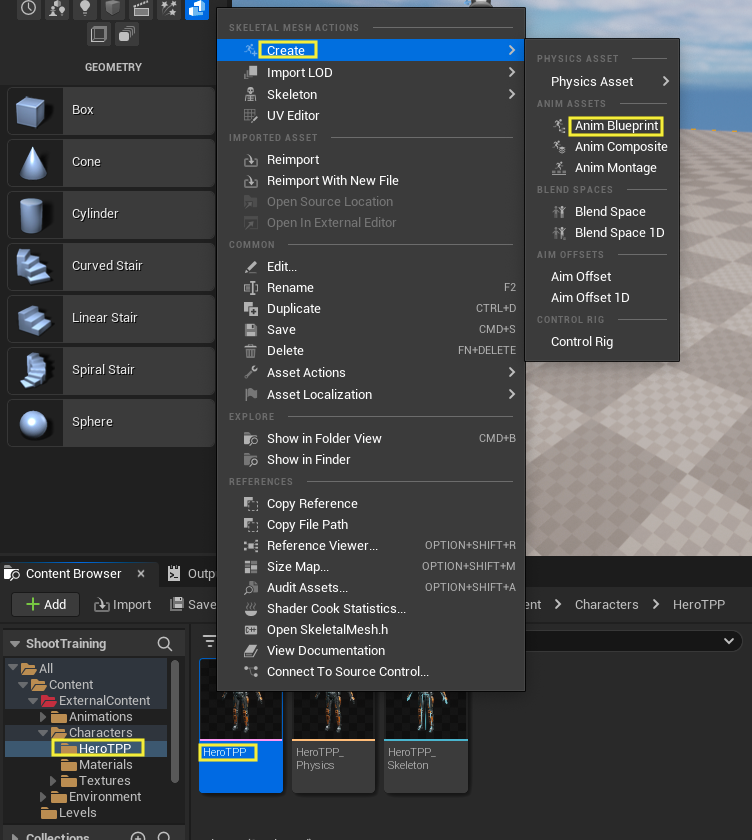 GEOMETRY
Box
Cone
Cylinder
Curved Stair
Linear Stair
Spiral Stair
Sphere
SKELETAL MESH ACTIONS
Create
Import LOD
Skeleton
UV Editor
IMPORTED ASSET
Reimport
Reimport With New File
Open Source Location
Open In External Editor
COMMON
Edit...
Rename F2
Duplicate CTRL+D
Save CMD+S
Delete FN+DELETE
Asset Actions
Asset Localization
EXPLORE
Show in Folder View CMD+B
Show in Finder
REFERENCES
Copy Reference
Copy File Path
Reference Viewer... OPTION+SHIFT+R
Size Map... OPTION+SHIFT+M
Audit Assets... OPTION+SHIFT+A
Shader Cook Statistics...
Open SkeletalMesh.h
View Documentation
Connect To Source Control...
PHYSICS ASSET
Physics Asset
ANIM ASSETS
Anim Blueprint
Anim Composite
Anim Montage
BLEND SPACES
Blend Space
Blend Space 1D
AIM OFFSETS
Aim Offset
Aim Offset 1D
CONTROL RIG
Control Rig
Content Browser
Add Import Save
Characters HeroTPP
ShootTraining
All
Content
ExternalContent
Animations
Characters
HeroTPP
Materials
Textures
Environment
Levels
Collections
HeroTPP
HeroTPP_
Physics
HeroTPP_
Skeleton